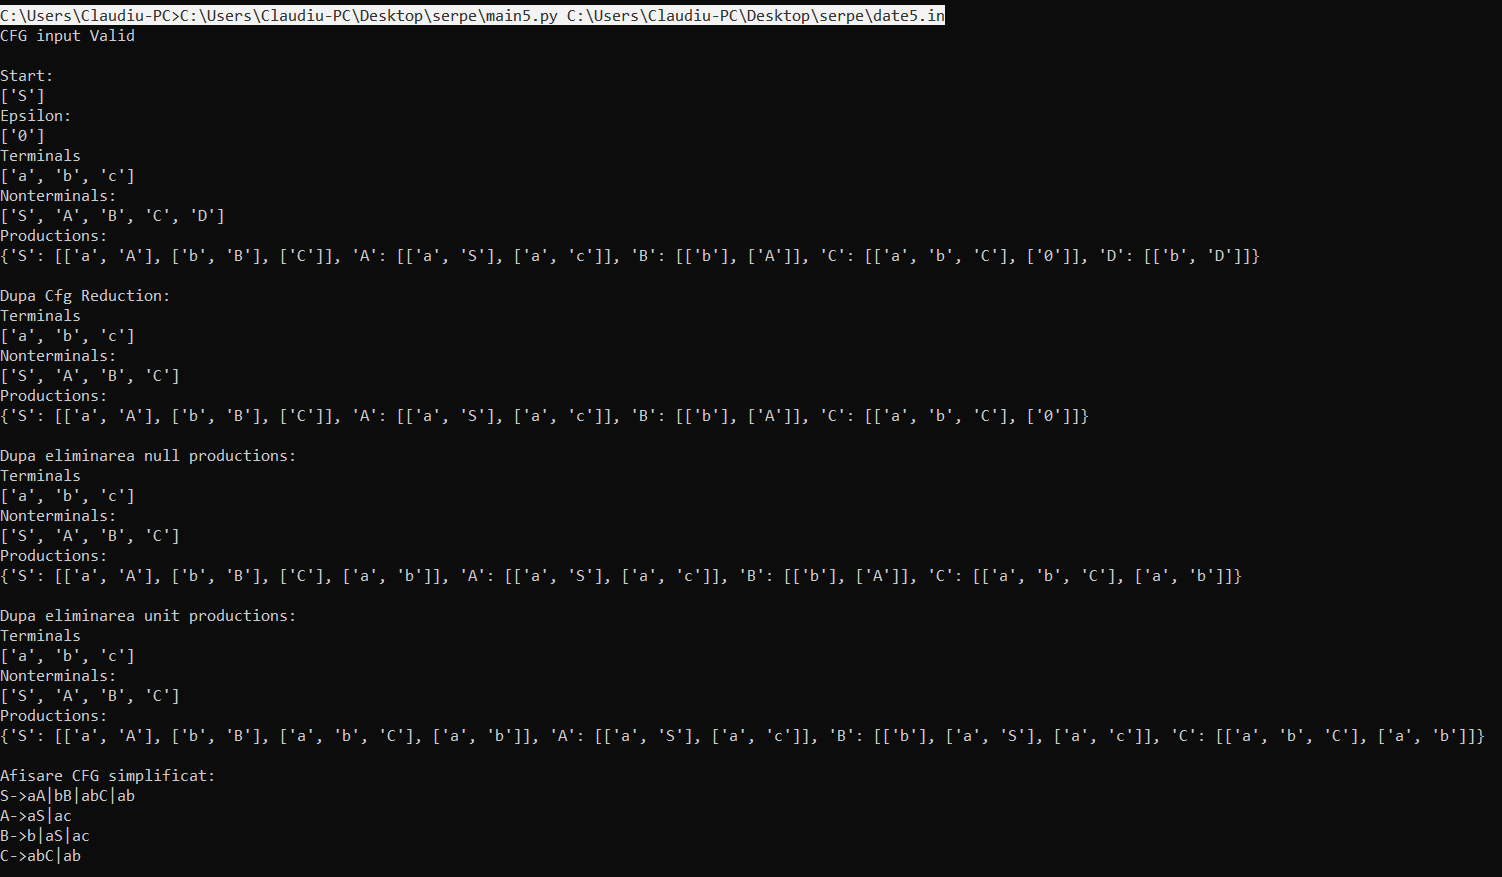 C:\Users\Claudiu-PC>C:\Users\Claudiu-PC\Desktop\serpe\main5.py C:\Users\Claudiu-PC\Desktop\serpe\date5.in
CFG input Valid
Start:
['S']
Epsilon:
['0']
Terminals
['a', 'b', 'c']
Nonterminals:
['S', 'A', 'B', 'C', 'D']
Productions:
{'S': [['a', 'A'], ['b', 'B'], ['C']], 'A': [['a', 'S'], ['a', 'c']], 'B': [['b'], ['A']], 'C': [['a', 'b', 'C'], ['0']], 'D': [['b', 'D']]}
Dupa Cfg Reduction:
Terminals
['a', 'b', 'c']
Nonterminals:
['S', 'A', 'B', 'C']
Productions:
{'S': [['a', 'A'], ['b', 'B'], ['C']], 'A': [['a', 'S'], ['a', 'c']], 'B': [['b'], ['A']], 'C': [['a', 'b', 'C'], ['0']]}
Dupa eliminarea null productions:
Terminals
['a', 'b', 'c']
Nonterminals:
['S', 'A', 'B', 'C']
Productions:
{'S': [['a', 'A'], ['b', 'B'], ['C'], ['a', 'b']], 'A': [['a', 'S'], ['a', 'c']], 'B': [['b'], ['A']], 'C': [['a', 'b', 'C'], ['a', 'b']]}
Dupa eliminarea unit productions:
Terminals
['a', 'b', 'c']
Nonterminals:
['S', 'A', 'B', 'C']
Productions:
{'S': [['a', 'A'], ['b', 'B'], ['a', 'b', 'C'], ['a', 'b']], 'A': [['a', 'S'], ['a', 'c']], 'B': [['b'], ['a', 'S'], ['a', 'c']], 'C': [['a', 'b', 'C'], ['a', 'b']]}
Afisare CFG simplificat:
S->aA|bB|abC|ab
A->aS|ac
B->b|aS|ac
C->abC|ab